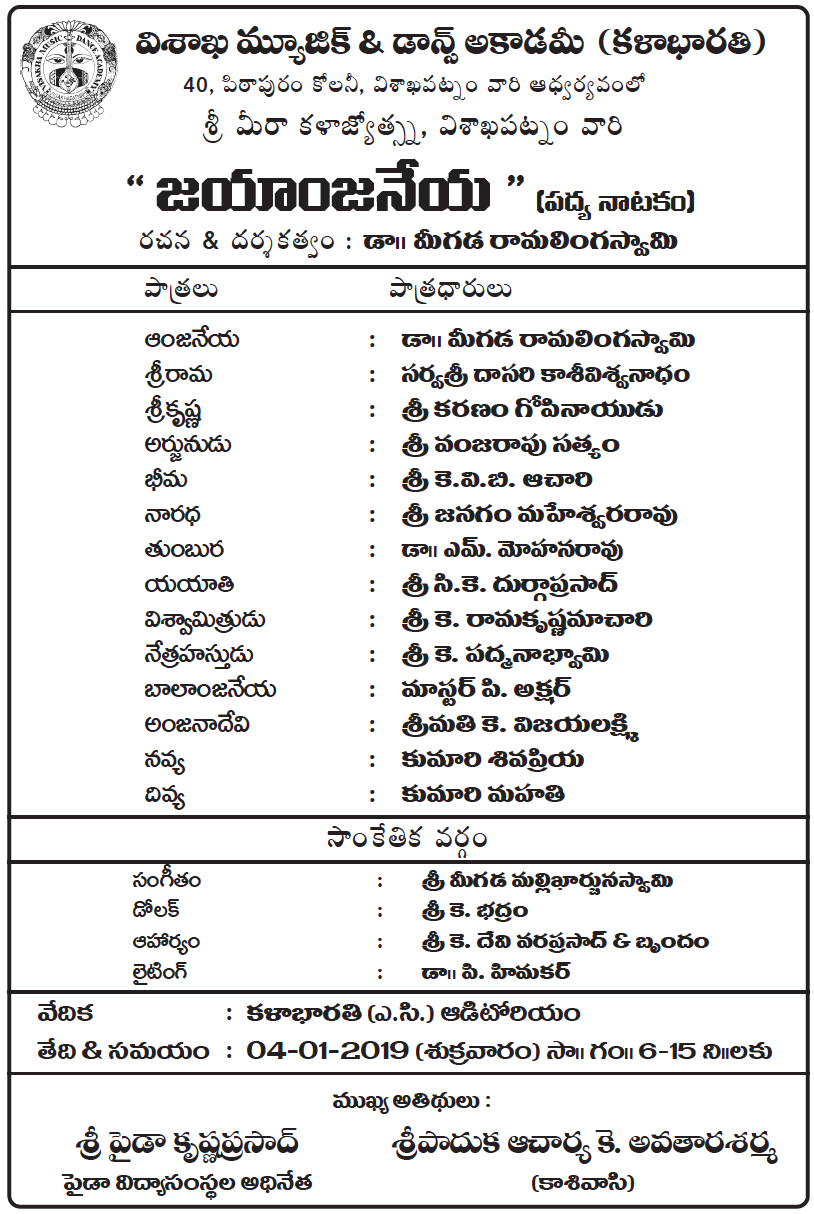 విశాఖ మ్యూజిక్ & డాన్స్ అకాడమీ (కళాభారతి)
40, పిఠాపురం కోలనీ, విశాఖపట్నం వారి ఆధ్వర్యవంలో
శ్రీ మీరా కళాజ్యోత్స్న, విశాఖపట్నం వారి
“ జయాంజనేయ ” (పద్య నాటకం)
రచన & దర్శకత్వం : డా॥ మీగడ రామలింగస్వామి
పాత్రలు పాత్రధారులు
ఆంజనేయ : డా॥ మీగడ రామలింగస్వామి
శ్రీరామ : సర్వశ్రీ దాసరి కాశీవిశ్వనాధం
శ్రీకృష్ణ : శ్రీ కరణం గోపినాయుడు
అర్జునుడు : శ్రీ వంజరాపు సత్యం
భీమ : శ్రీ కె.వి.బి. ఆచారి
నారధ : శ్రీ జనగం మహేశ్వరరావు
తుంబుర : డా॥ ఎమ్. మోహనరావు
యయాతి : శ్రీ సి.కె. దుర్గాప్రసాద్
విశ్వామిత్రుడు : శ్రీ కె. రామకృష్ణమాచారి
నేత్రహస్తుడు : శ్రీ కె. పద్మనాభ్వామి
బాలాంజనేయ : మాస్టర్ పి. అక్షర్
అంజనాదేవి : శ్రీమతి కె. విజయలక్ష్మి
నవ్య : కుమారి శివప్రియ
దివ్య : కుమారి మహతి
సాంకేతిక వర్గం
సంగీతం : శ్రీ మీగడ మల్లిఖార్జునస్వామి
డోలక్ : శ్రీ కె. భద్రం
ఆహార్యం : శ్రీ కె. దేవి వరప్రసాద్ & బృందం
లైటింగ్ : డా॥ పి. హిమకర్
వేదిక : కళాభారతి (ఎ.సి.) ఆడిటోరియం
తేది & సమయం : 04-01-2019 (శుక్రవారం) సా॥ గం॥ 6-15 ని॥లకు
ముఖ్య అతిథులు :
శ్రీ పైడా కృష్ణప్రసాద్ శ్రీపాదుక ఆచార్య కె. అవతారశర్మ
పైడా విద్యాసంస్థల అధినేత (కాశివాసి)